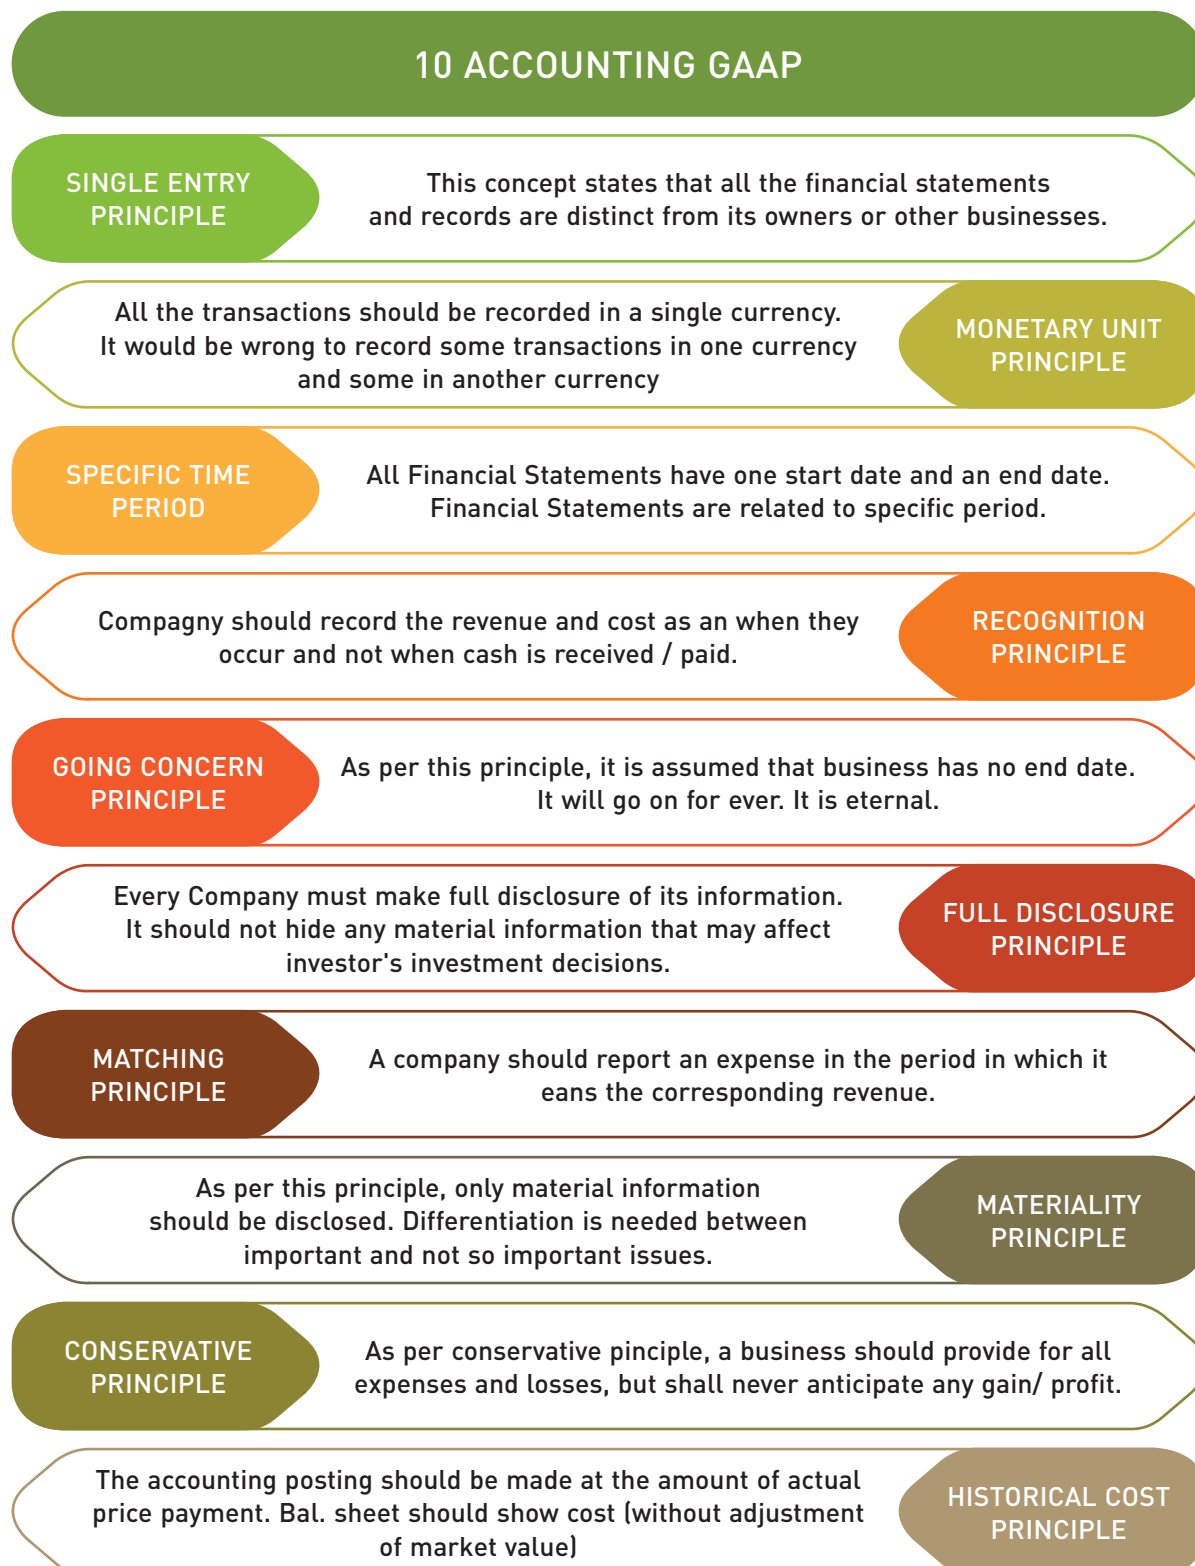 10 ACCOUNTING GAAP
SINGLE ENTRY
PRINCIPLE
This concept states that all the financial statements
and records are distinct from its owners or other businesses.
All the transactions should be recorded in a single currency.
It would be wrong to record some transactions in one currency
and some in another currency
MONETARY UNIT
PRINCIPLE
SPECIFIC TIME
PERIOD
All Financial Statements have one start date and an end date.
Financial Statements are related to specific period.
Compagny should record the revenue and cost as an when they
occur and not when cash is received / paid.
RECOGNITION
PRINCIPLE
GOING CONCERN
PRINCIPLE
As per this principle, it is assumed that business has no end date.
It will go on for ever. It is eternal.
Every Company must make full disclosure of its information.
It should not hide any material information that may affect
investor's investment decisions.
FULL DISCLOSURE
PRINCIPLE
MATCHING
PRINCIPLE
A company should report an expense in the period in which it
eans the corresponding revenue.
As per this principle, only material information
should be disclosed. Differentiation is needed between
important and not so important issues.
MATERIALITY
PRINCIPLE
CONSERVATIVE
PRINCIPLE
As per conservative pinciple, a business should provide for all
expenses and losses, but shall never anticipate any gain/ profit.
The accounting posting should be made at the amount of actual
price payment. Bal. sheet should show cost (without adjustment
of market value)
HISTORICAL COST
PRINCIPLE